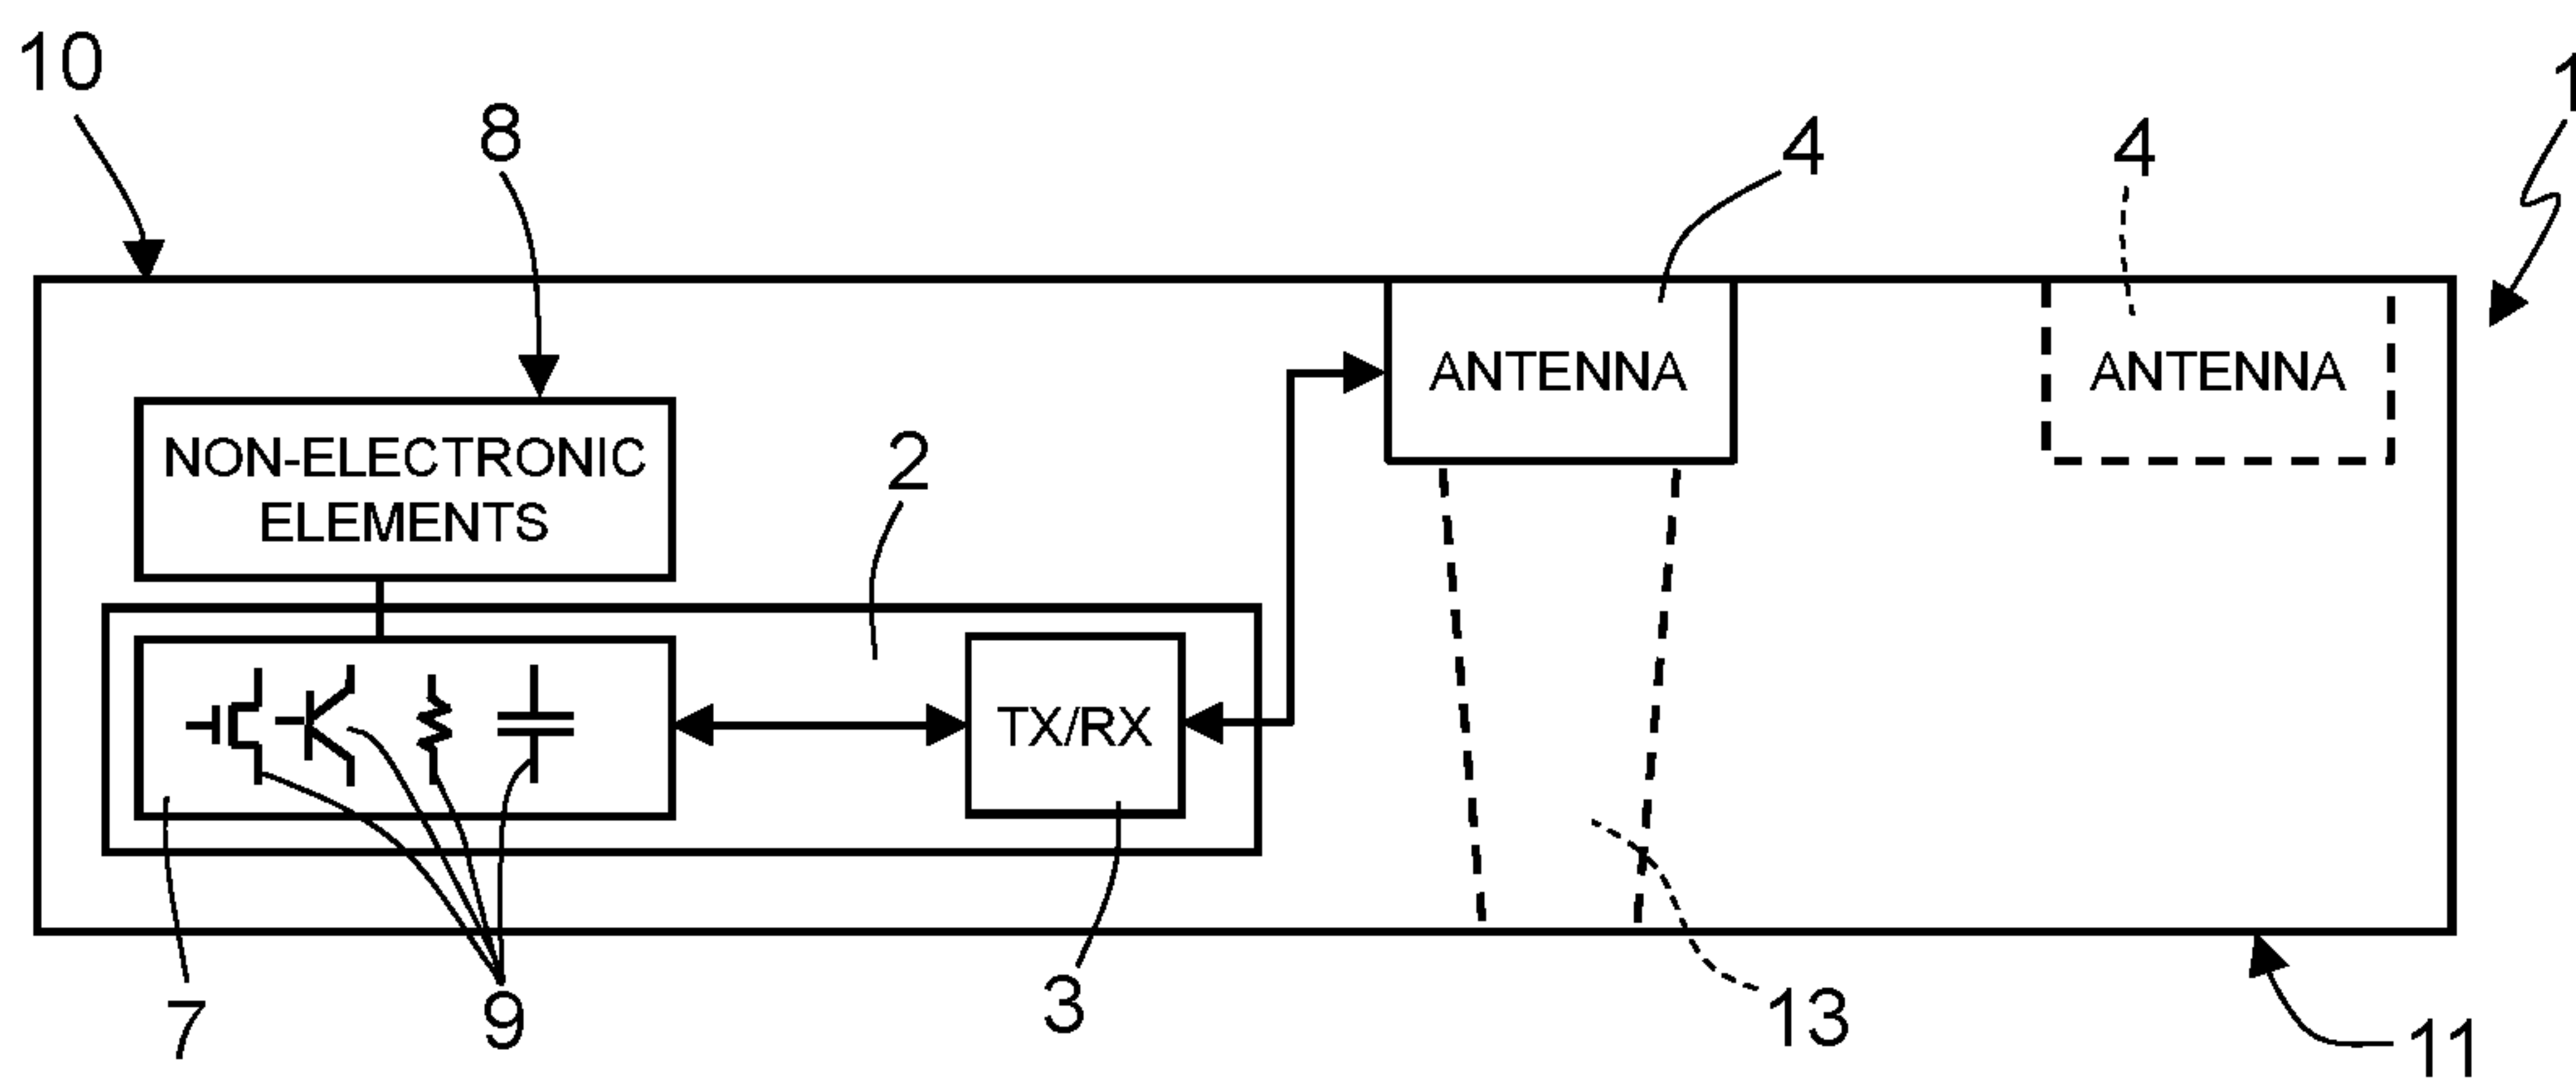 10
1
8
4
4
ANTENNA
ANTENNA
NON-ELECTRONIC
ELEMENTS
2
TX/RX
7
9
3
13
11